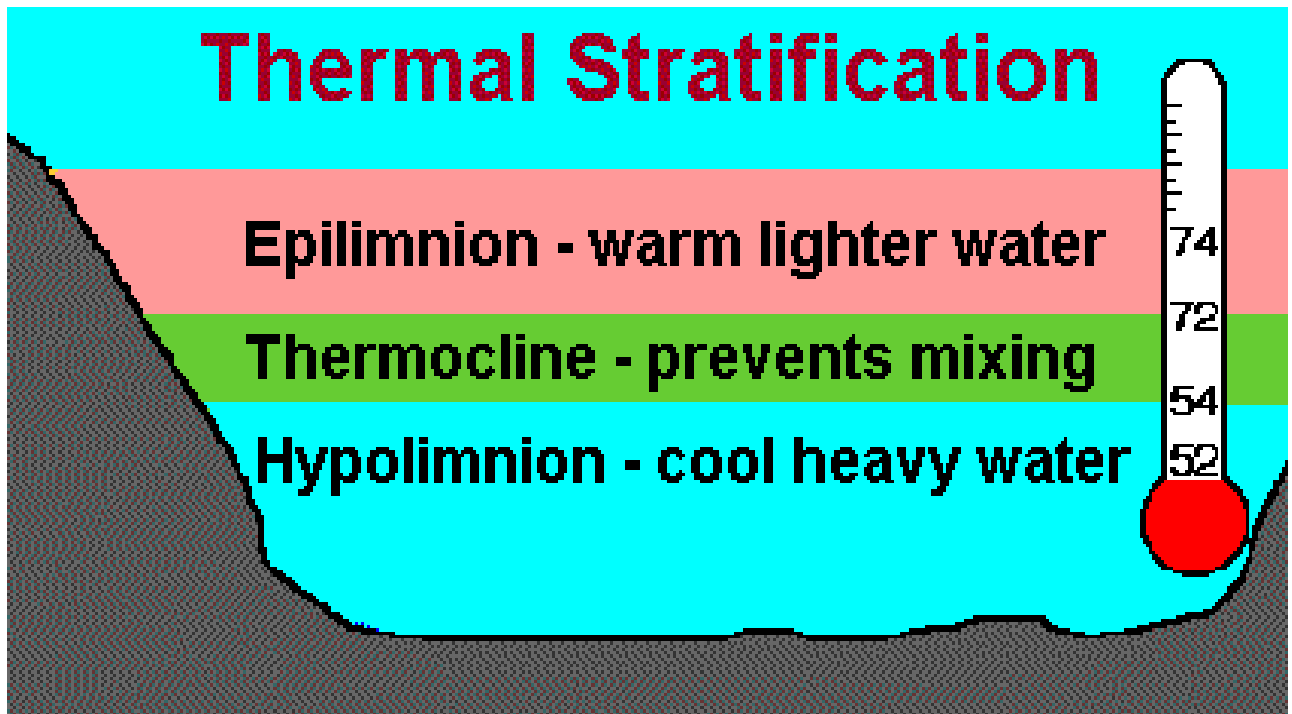 Thermal Stratification
Epilimnion - warm lighter water
74
72
Thermocline - prevents mixing
54
Hypolimnion - cool heavy water
52